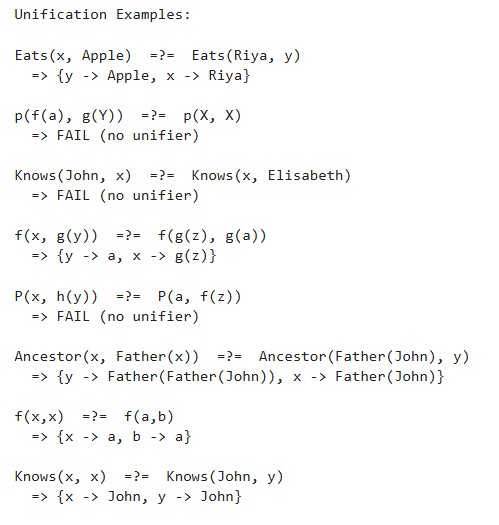 Unification Examples:
Eats(x, Apple)  =?=  Eats(Riya, y)
=> {y -> Apple, x -> Riya}
p(f(a), g(Y))  =?=  p(X, X)
=> FAIL (no unifier)
Knows(John, x)  =?=  Knows(x, Elisabeth)
=> FAIL (no unifier)
f(x, g(y))  =?=  f(g(z), g(a))
=> {y -> a, x -> g(z)}
P(x, h(y))  =?=  P(a, f(z))
=> FAIL (no unifier)
Ancestor(x, Father(x))  =?=  Ancestor(Father(John), y)
=> {y -> Father(Father(John)), x -> Father(John)}
f(x,x)  =?=  f(a,b)
=> {x -> a, b -> a}
Knows(x, x)  =?=  Knows(John, y)
=> {x -> John, y -> John}